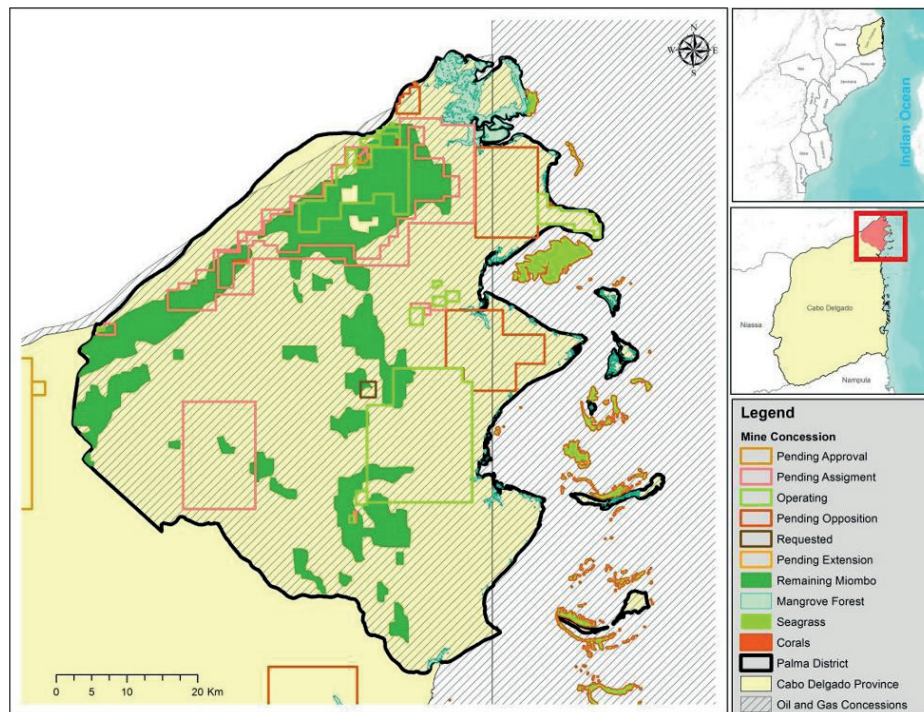 N
W
E
S
Indian Ocean
Cabo Delgado
Niassa
Nampula
Legend
Mine Concession
Pending Approval
Pending Assigment
Operating
Pending Opposition
Requested
Pending Extension
Remaining Miombo
Mangrove Forest
Seagrass
Corals
Palma District
Cabo Delgado Province
Oil and Gas Concessions
0 5 10 20 Km